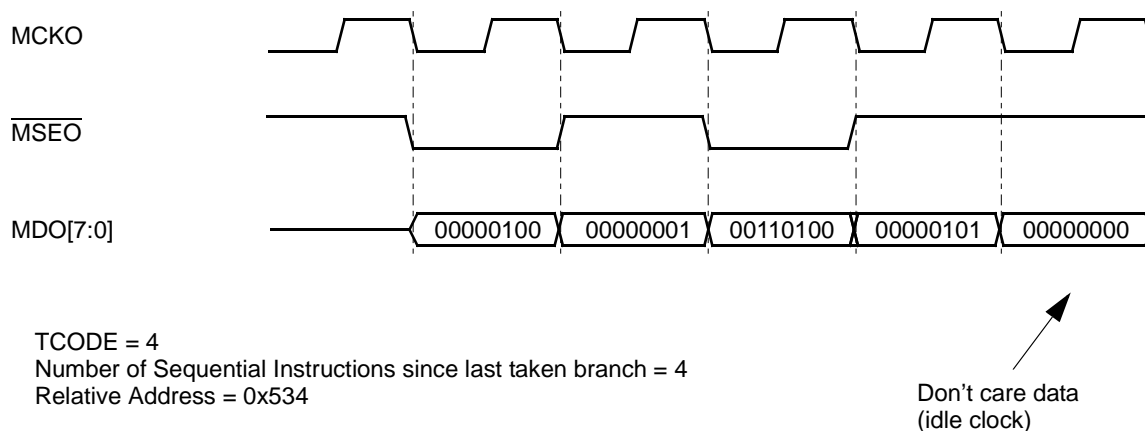 MCKO
MSEO
MDO[7:0]
00000100 00000001 00110100 00000101 00000000
TCODE = 4
Number of Sequential Instructions since last taken branch = 4
Relative Address = 0x534
Don't care data
(idle clock)